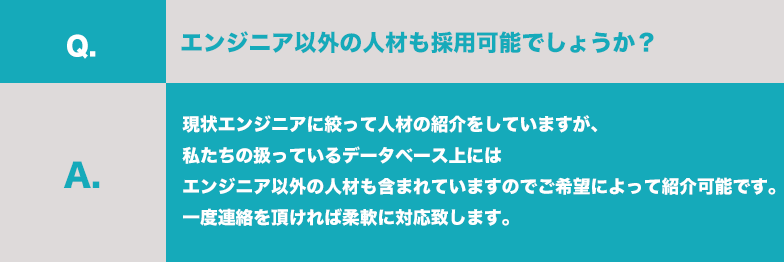 Q.
エンジニア以外の人材も採用可能でしょうか？
A.
現状エンジニアに絞って人材の紹介をしていますが、
私たちの扱っているデータベース上には
エンジニア以外の人材も含まれていますのでご希望によって紹介可能です。
一度連絡を頂ければ柔軟に対応致します。